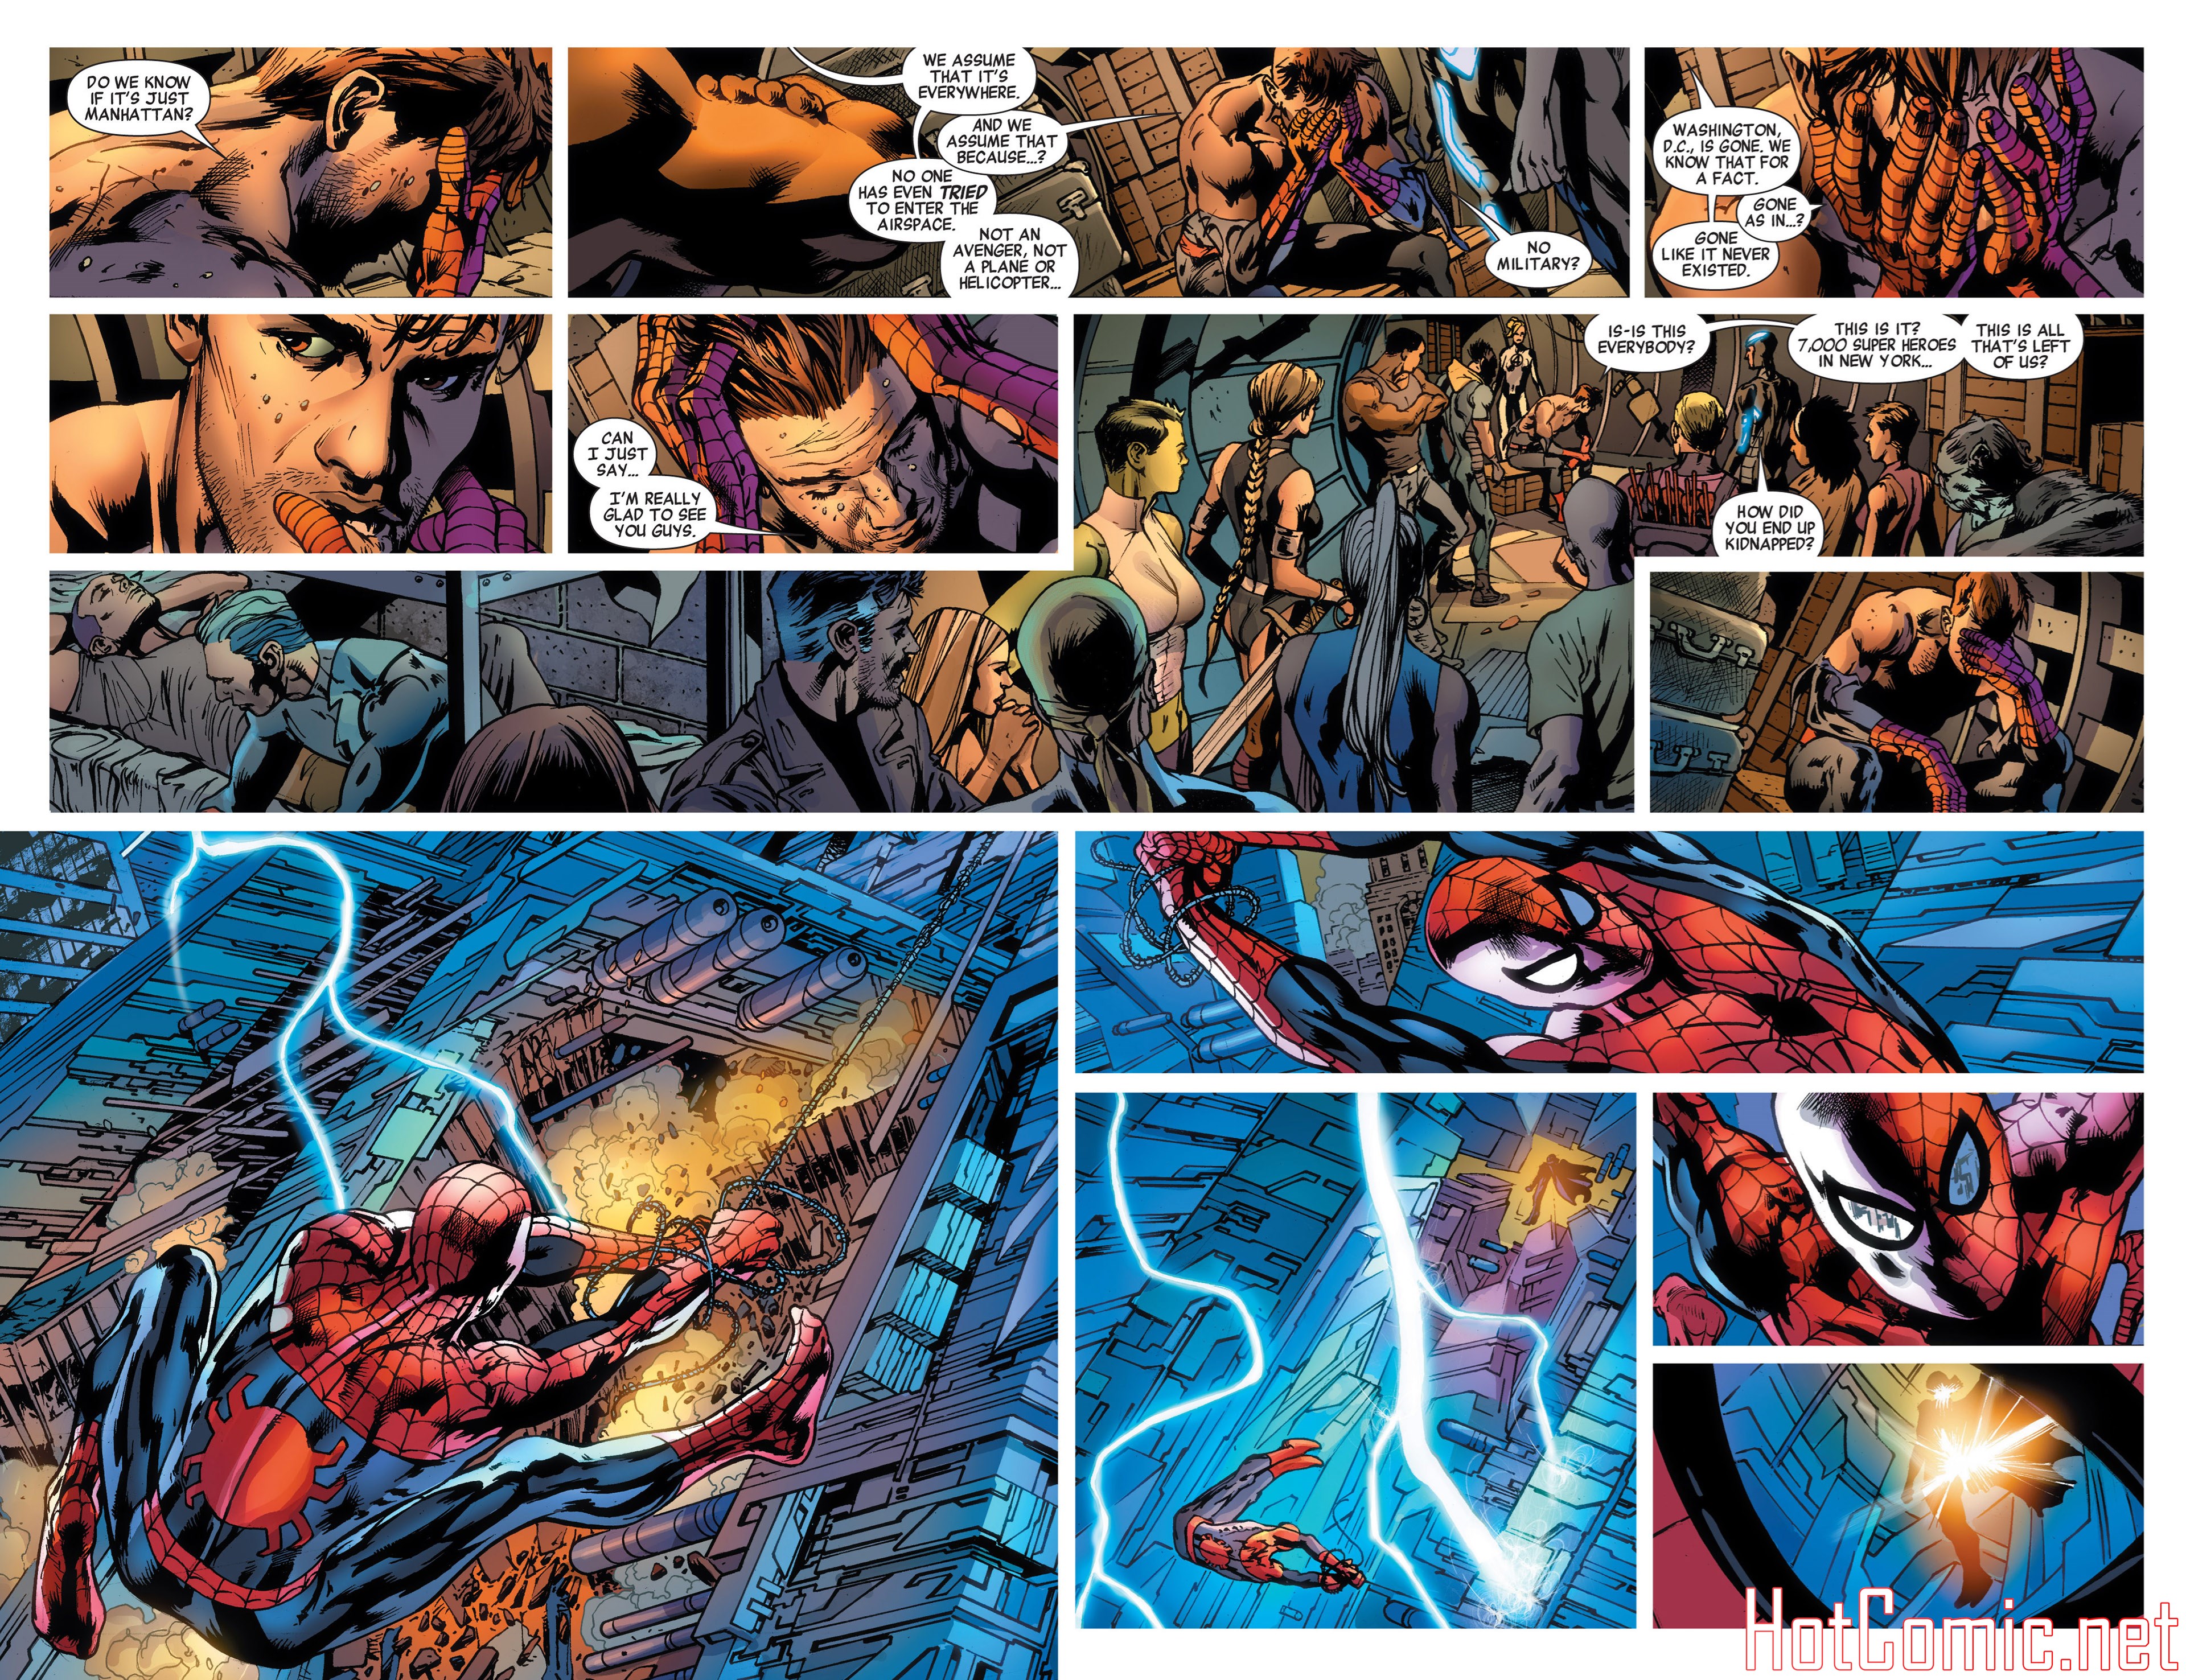 DO WE KNOW
IF IT'S JUST
MANHATTAN?
WE ASSUME
THAT IT'S
EVERYWHERE.
AND WE
ASSUME THAT
BECAUSE...?
NO ONE
HAS EVEN TRIED
TO ENTER THE
AIRSPACE.
NOT AN
AVENGER, NOT
A PLANE OR
HELICOPTER...
NO
MILITARY?
WASHINGTON,
D.C., IS GONE. WE
KNOW THAT FOR
A FACT.
GONE
AS IN...?
GONE
LIKE IT NEVER
EXISTED.
CAN
I JUST
SAY...
I'M REALLY
GLAD TO SEE
YOU GUYS.
IS-IS THIS
EVERYBODY?
THIS IS IT?
7,000 SUPER HEROES
IN NEW YORK...
THIS IS ALL
THAT'S LEFT
OF US?
HOW DID
YOU END UP
KIDNAPPED?
HotComic.net